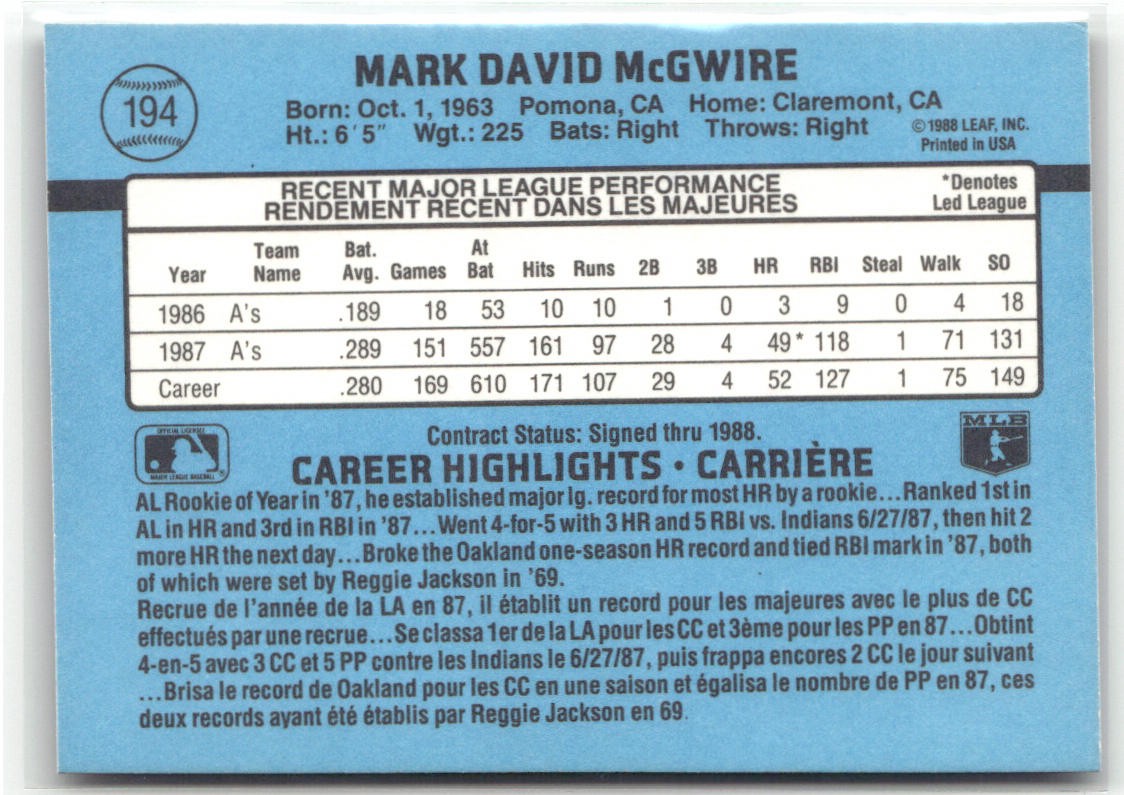 194
MARK DAVID McGWIRE
Born: Oct. 1, 1963 Pomona, CA Home: Claremont, CA
Ht.: 6'5" Wgt.: 225 Bats: Right Throws: Right
©1988 LEAF, INC.
Printed in USA
RECENT MAJOR LEAGUE PERFORMANCE
RENDEMENT RÉCENT DANS LES MAJEURES
*Denotes
Led League
Year Team Name Bat. Avg. Games At Bat Hits Runs 2B 3B HR RBI Steal Walk SO
1986 A's .189 18 53 10 10 1 0 3 9 0 4 18
1987 A's .289 151 557 161 97 28 4 49* 118 1 71 131
Career .280 169 610 171 107 29 4 52 127 1 75 149
OFFICIAL LICENSEE
MAJOR LEAGUE BASEBALL
®
Contract Status: Signed thru 1988.
MLB
CAREER HIGHLIGHTS • CARRIÈRE
AL Rookie of Year in '87, he established major lg. record for most HR by a rookie...Ranked 1st in
AL in HR and 3rd in RBI in '87...Went 4-for-5 with 3 HR and 5 RBI vs. Indians 6/27/87, then hit 2
more HR the next day...Broke the Oakland one-season HR record and tied RBI mark in '87, both
of which were set by Reggie Jackson in '69.
Recrue de l'année de la LA en 87, il établit un record pour les majeures avec le plus de CC
effectués par une recrue...Se classa 1er de la LA pour les CC et 3ème pour les PP en 87...Obtint
4-en-5 avec 3 CC et 5 PP contre les Indians le 6/27/87, puis frappa encores 2 CC le jour suivant
...Brisa le record de Oakland pour les CC en une saison et égalisa le nombre de PP en 87, ces
deux records ayant été établis par Reggie Jackson en 69.